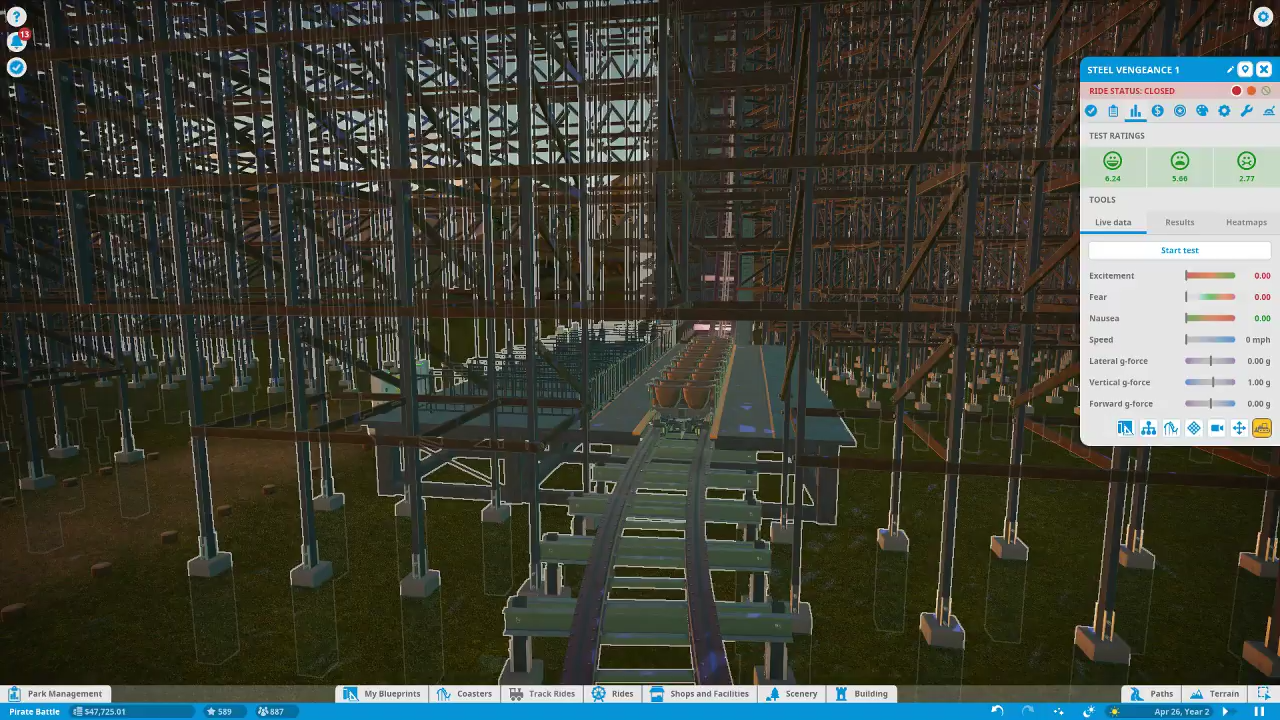 ?
13
STEEL VENGEANCE 1
RIDE STATUS: CLOSED
TEST RATINGS
6.24 5.66 2.77
TOOLS
Live data Results Heatmaps
Start test
Excitement 0.00
Fear 0.00
Nausea 0.00
Speed 0 mph
Lateral g-force 0.00 g
Vertical g-force 1.00 g
Forward g-force 0.00 g
Park Management My Blueprints Coasters Track Rides Rides Shops and Facilities Scenery Building Paths Terrain
Pirate Battle $47,725.01 589 887 Apr 26, Year 2